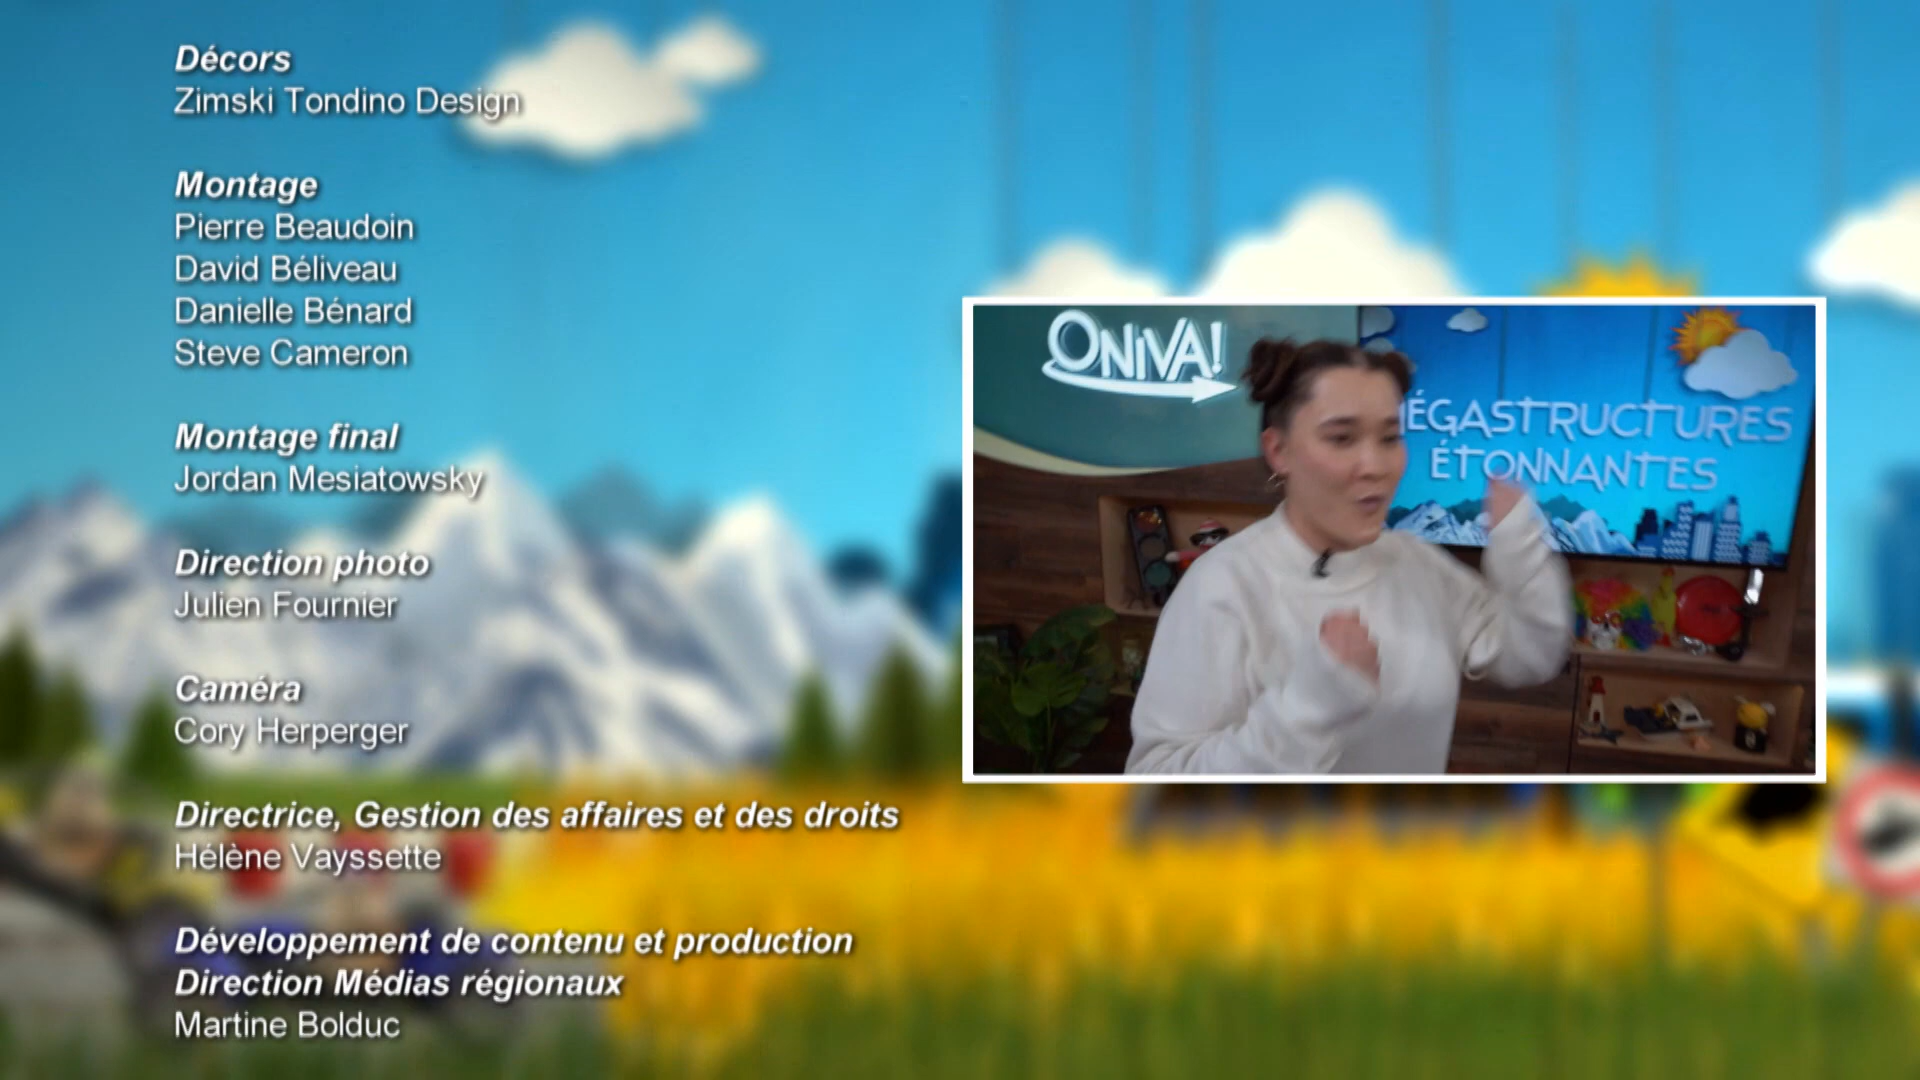 Décors
Zimski Tondino Design
Montage
Pierre Beaudoin
David Béliveau
Danielle Bénard
Steve Cameron
Montage final
Jordan Mesiatowsky
Direction photo
Julien Fournier
Caméra
Cory Herperger
Directrice, Gestion des affaires et des droits
Hélène Vayssette
Développement de contenu et production
Direction Médias régionaux
Martine Bolduc
ONIVA!
ÉGASTRUCTURES
ÉTONNANTES